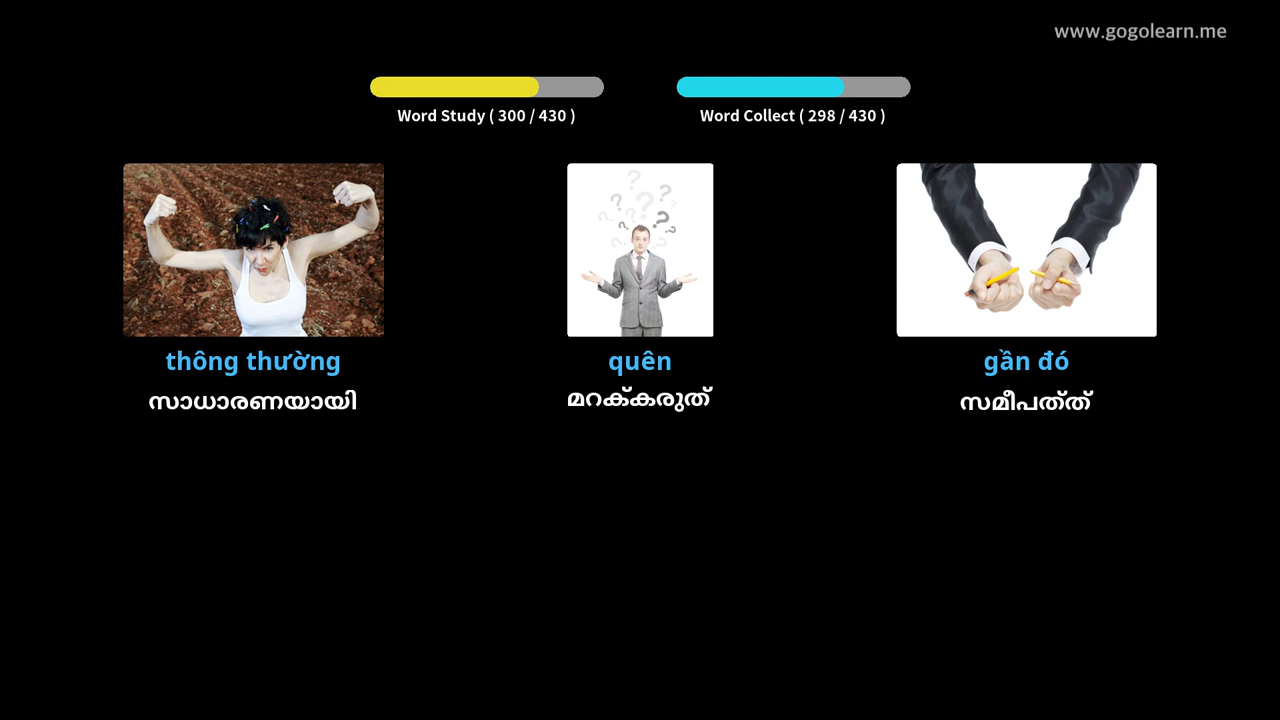 www.gogolearn.me
Word Study ( 300 / 430 )
Word Collect ( 298 / 430 )
thông thường
quên
gần đó
സാധാരണയായി
മറക്കരുത്
സമീപത്ത്